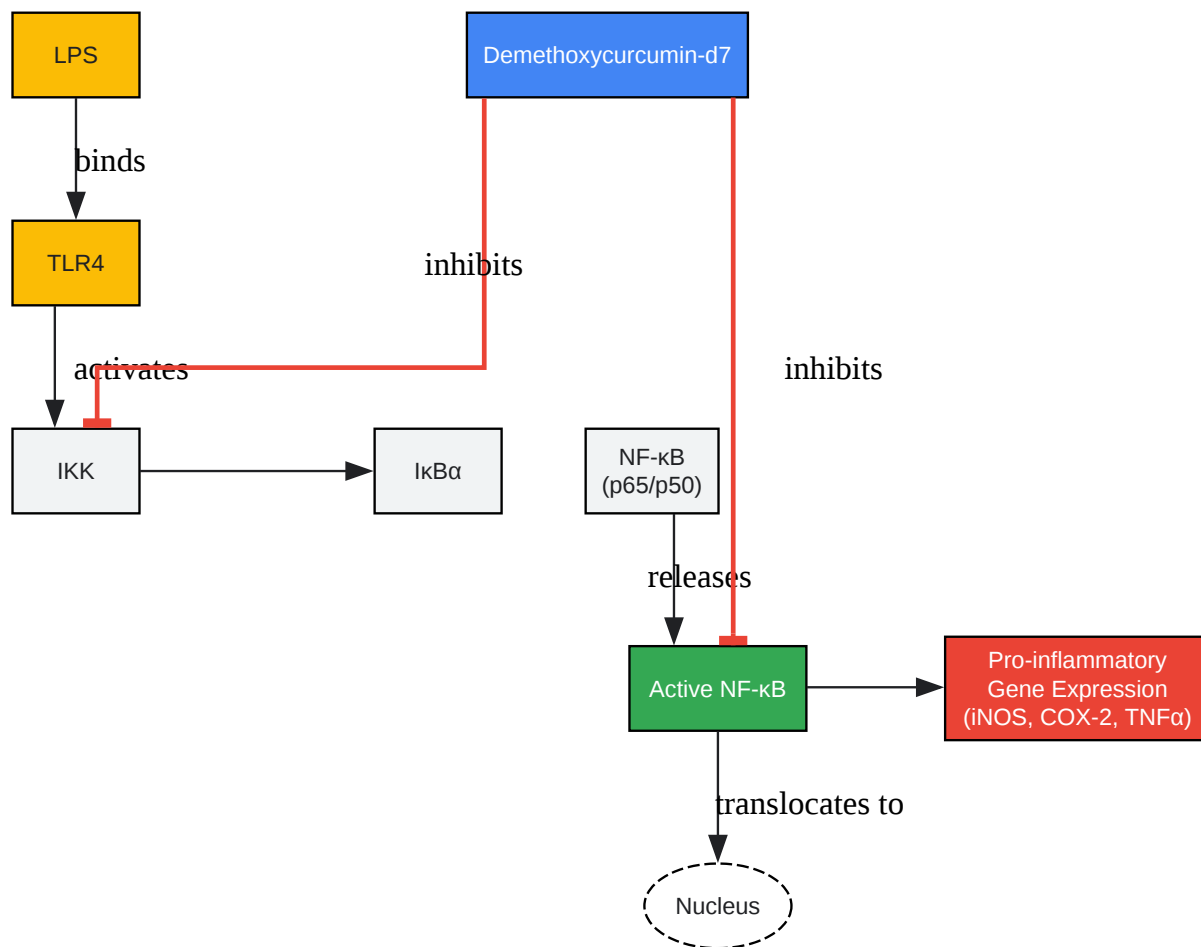 LPS
Demethoxycurcumin-d7
binds
TLR4
inhibits
activates
inhibits
IKK
IκBα
NF-κB
(p65/p50)
releases
Active NF-κB
Pro-inflammatory
Gene Expression
(iNOS, COX-2, TNFα)
translocates to
Nucleus